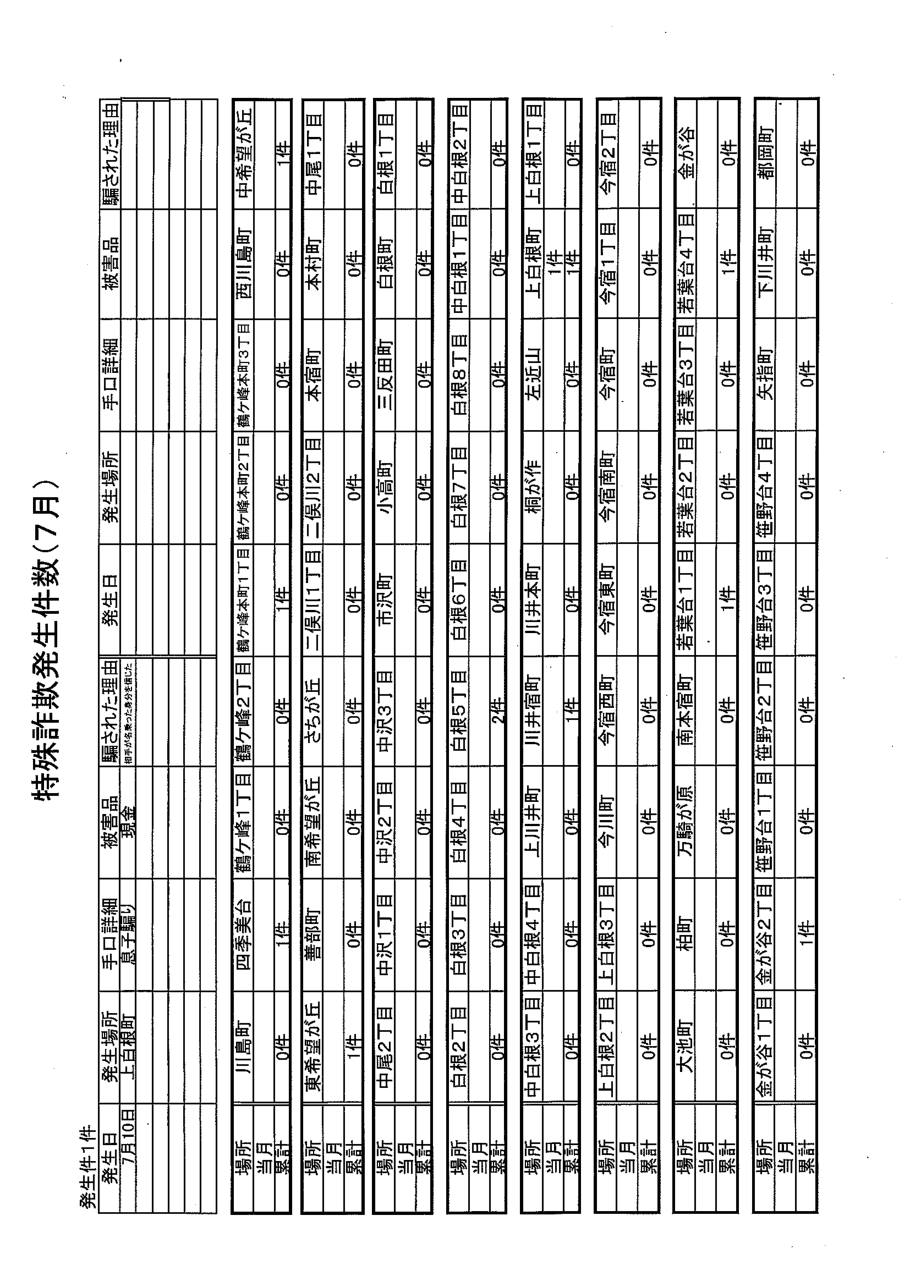 特殊詐欺発生件数(7月)
発生件1件
発生日 発生場所 手口詳細 被害品 騙された理由 発生日 発生場所 手口詳細 被害品 騙された理由
7月10日 上白根町 息子騙り 現金 相手が名乗った身分を信じた
場所 川島町 四季美台 鶴ケ峰1丁目 鶴ケ峰2丁目 鶴ケ峰本町1丁目 鶴ケ峰本町2丁目 鶴ケ峰本町3丁目 西川島町 中希望が丘
当月
累計 0件 1件 0件 0件 1件 0件 0件 0件 1件
場所 東希望が丘 善部町 南希望が丘 さちが丘 二俣川1丁目 二俣川2丁目 本宿町 本村町 中尾1丁目
当月
累計 1件 0件 0件 0件 0件 0件 0件 0件 0件
場所 中尾2丁目 中沢1丁目 中沢2丁目 中沢3丁目 市沢町 小高町 三反田町 白根町 白根1丁目
当月
累計 0件 0件 0件 0件 0件 0件 0件 0件 0件
場所 白根2丁目 白根3丁目 白根4丁目 白根5丁目 白根6丁目 白根7丁目 白根8丁目 中白根1丁目 中白根2丁目
当月
累計 0件 0件 0件 2件 0件 0件 0件 0件 0件
場所 中白根3丁目 中白根4丁目 上川井町 川井宿町 川井本町 桐が作 左近山 上白根町 上白根1丁目
当月 1件
累計 0件 0件 0件 1件 0件 0件 0件 1件 0件
場所 上白根2丁目 上白根3丁目 今川町 今宿西町 今宿東町 今宿南町 今宿町 今宿1丁目 今宿2丁目
当月
累計 0件 0件 0件 0件 0件 0件 0件 0件 0件
場所 大池町 柏町 万騎が原 南本宿町 若葉台1丁目 若葉台2丁目 若葉台3丁目 若葉台4丁目 金が谷
当月
累計 0件 0件 0件 0件 1件 0件 0件 1件 0件
場所 金が谷1丁目 金が谷2丁目 笹野台1丁目 笹野台2丁目 笹野台3丁目 笹野台4丁目 矢指町 下川井町 都岡町
当月
累計 0件 1件 0件 0件 0件 0件 0件 0件 0件